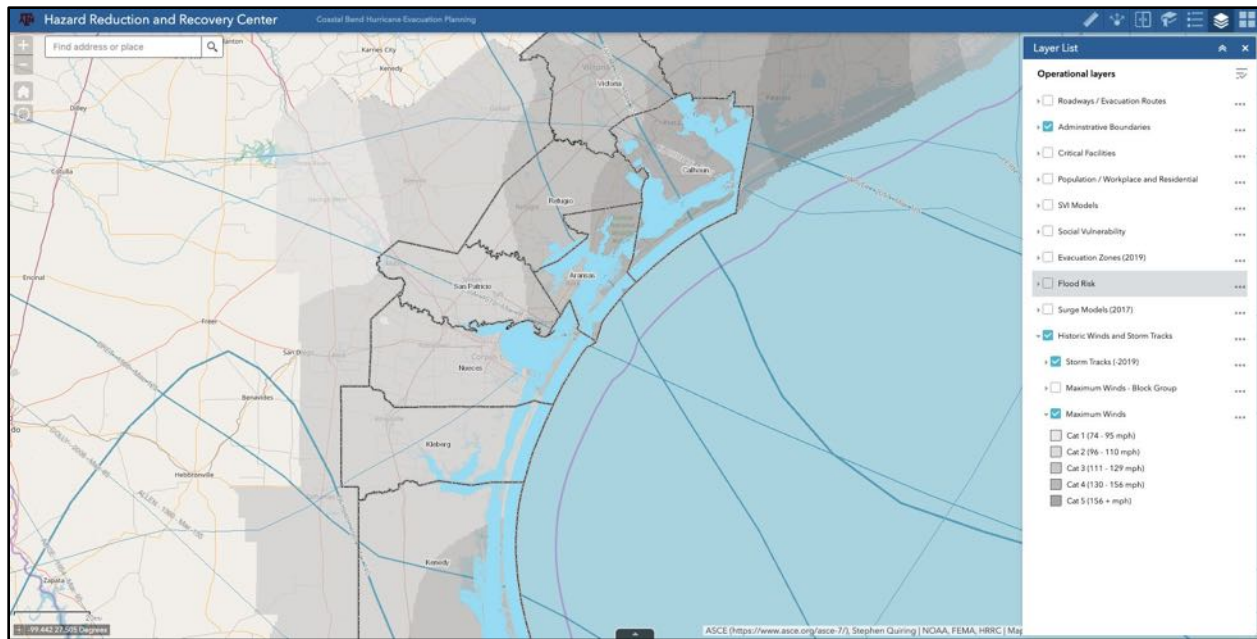 Hazard Reduction and Recovery Center
Coastal Bend Hurricane Evacuation Planning
Find address or place
Karnes City
Kenedy
Dilley
Victoria
Cotulla
Calhoun
Refugio
Aransas
San Patricio
Encinal
Freer
San Diego
Nueces
Benavides
Kleberg
Hebbronville
Kenedy
Zapata
-99.442 27.505 Degrees
ASCE (https://www.asce.org/asce-7/), Stephen Quiring | NOAA, FEMA, HRRC | Map
Layer List
Operational layers
Roadways / Evacuation Routes
Adminstrative Boundaries
Critical Facilities
Population / Workplace and Residential
SVI Models
Social Vulnerability
Evacuation Zones (2019)
Flood Risk
Surge Models (2017)
Historic Winds and Storm Tracks
Storm Tracks (-2019)
Maximum Winds - Block Group
Maximum Winds
Cat 1 (74 - 95 mph)
Cat 2 (96 - 110 mph)
Cat 3 (111 - 129 mph)
Cat 4 (130 - 156 mph)
Cat 5 (156 + mph)